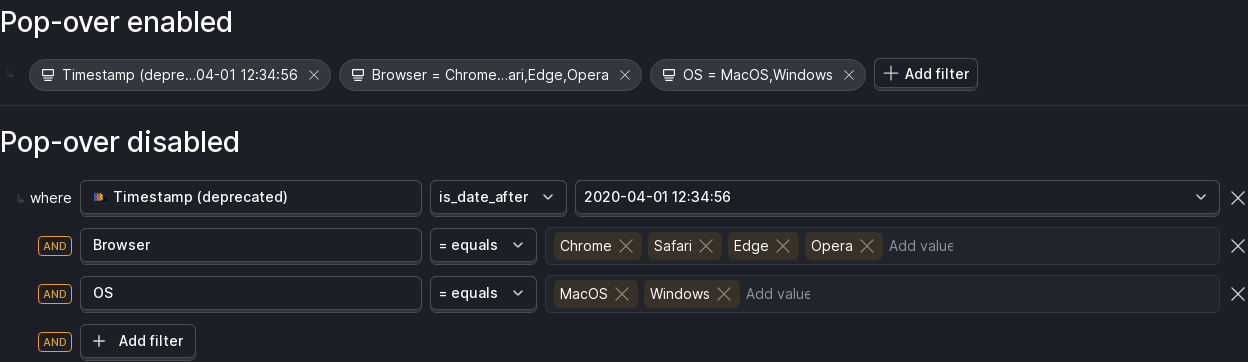 Pop-over enabled
Timestamp (depre...04-01 12:34:56 Browser = Chrome...ari,Edge,Opera OS = MacOS,Windows Add filter
Pop-over disabled
where Timestamp (deprecated) is_date_after 2020-04-01 12:34:56
AND Browser = equals Chrome Safari Edge Opera Add value
AND OS = equals MacOS Windows Add value
AND + Add filter